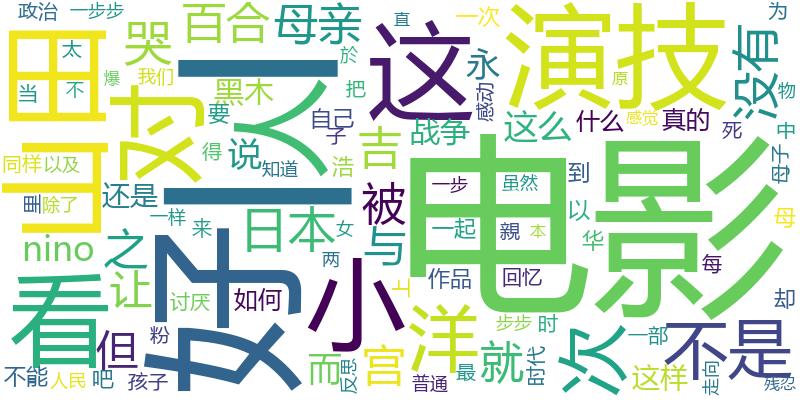 政治 一步步
太
当 不 爆
田
山
哭
百合
母亲
我们
黑木
对
要
得
说
一
人
一
这
於
把
自己
子
浩
知道
吉
永
直
一次
感动
战争
演技
原
感觉
这么
什么
真的
没有
为
物
中
死
母子
母
同样 以及
里 除了
还是
一样
来
nino
之
日本
女
两
被
与
上
一步
虽然
一起
親
本
到
以
华
每
电影
看
让
讨厌
好
如何
小
作品
回忆
但
粉
不能
人民
吧
孩子
而
反思
宫
洋
普通
最
就
步步
时
时代
次
一部
这样
走向
不是
却
残忍